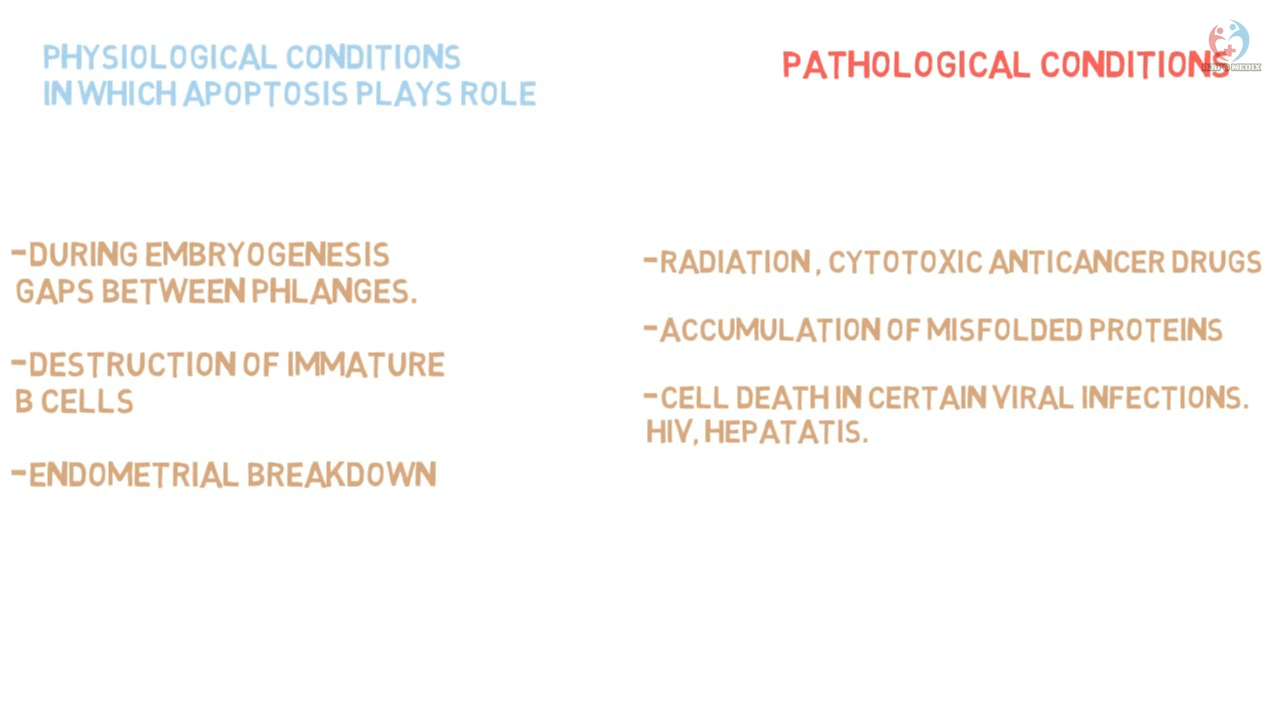 PHYSIOLOGICAL CONDITIONS
IN WHICH APOPTOSIS PLAYS ROLE
-DURING EMBRYOGENESIS
GAPS BETWEEN PHLANGES.
-DESTRUCTION OF IMMATURE
B CELLS
-ENDOMETRIAL BREAKDOWN
PATHOLOGICAL CONDITIONS
-RADIATION , CYTOTOXIC ANTICANCER DRUGS
-ACCUMULATION OF MISFOLDED PROTEINS
-CELL DEATH IN CERTAIN VIRAL INFECTIONS.
HIV, HEPATATIS.
MEDIX